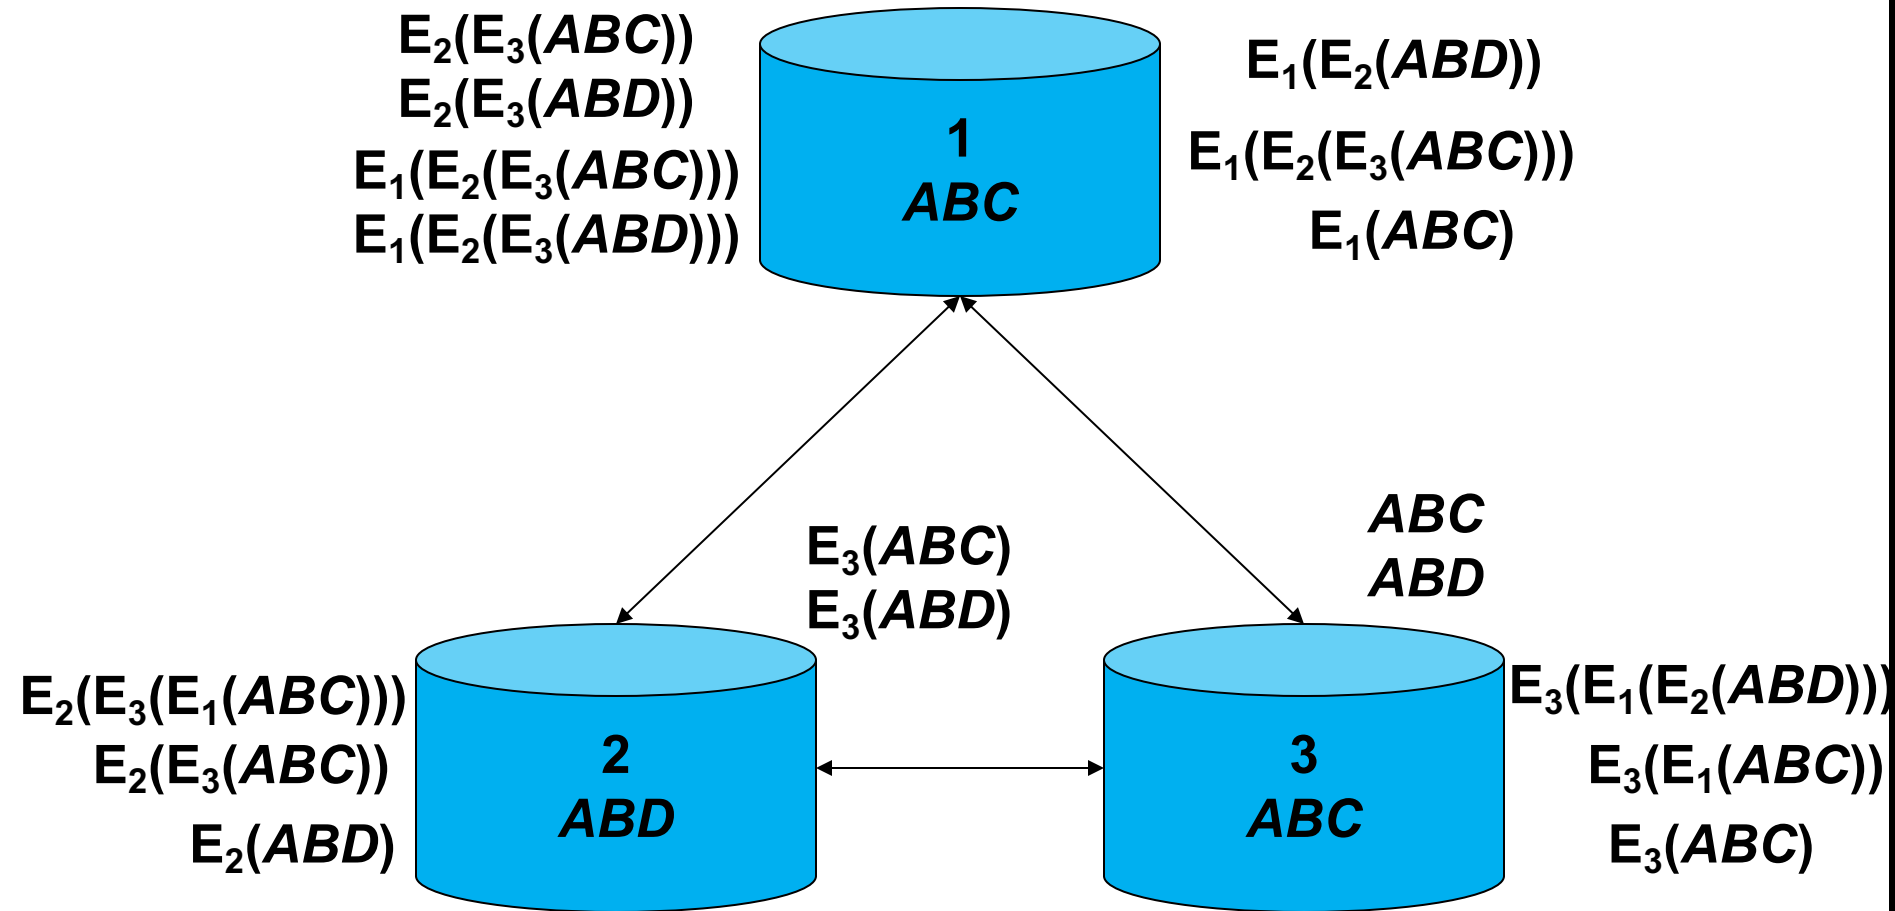 E₂(E₃(ABC))
E₂(E₃(ABD))
E₁(E₂(E₃(ABC)))
E₁(E₂(E₃(ABD)))
1
ABC
E₁(E₂(ABD))
E₁(E₂(E₃(ABC)))
E₁(ABC)
E₃(ABC)
E₃(ABD)
ABC
ABD
E₂(E₃(E₁(ABC)))
E₂(E₃(ABC))
E₂(ABD)
2
ABD
3
ABC
E₃(E₁(E₂(ABD)))
E₃(E₁(ABC))
E₃(ABC)